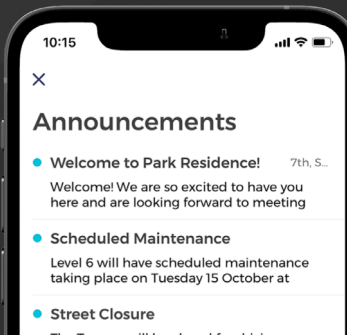 10:15
Announcements
Welcome to Park Residence! 7th, S...
Welcome! We are so excited to have you
here and are looking forward to meeting
Scheduled Maintenance
Level 6 will have scheduled maintenance
taking place on Tuesday 15 October at
Street Closure